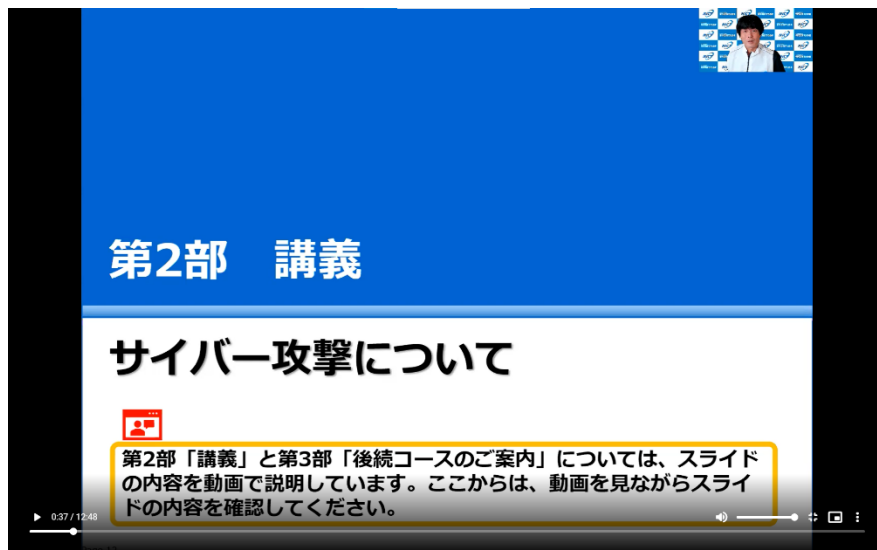 第2部　講義
サイバー攻撃について
第2部「講義」と第3部「後続コースのご案内」については、スライド
の内容を動画で説明しています。ここからは、動画を見ながらスライ
ドの内容を確認してください。
0:37 / 12:48